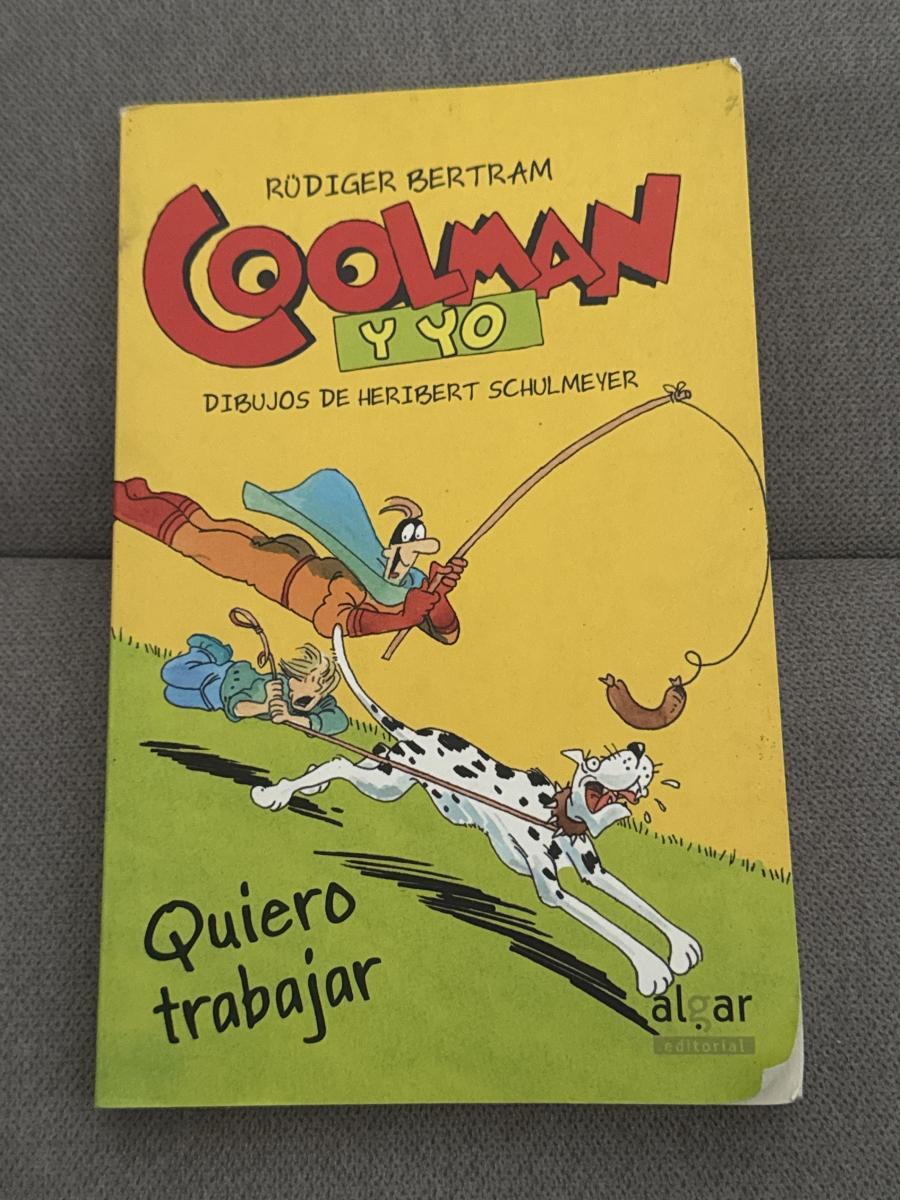 RÜDIGER BERTRAM
COOLMAN
Y YO
DIBUJOS DE HERIBERT SCHULMEYER
Quiero
trabajar
algar
editorial